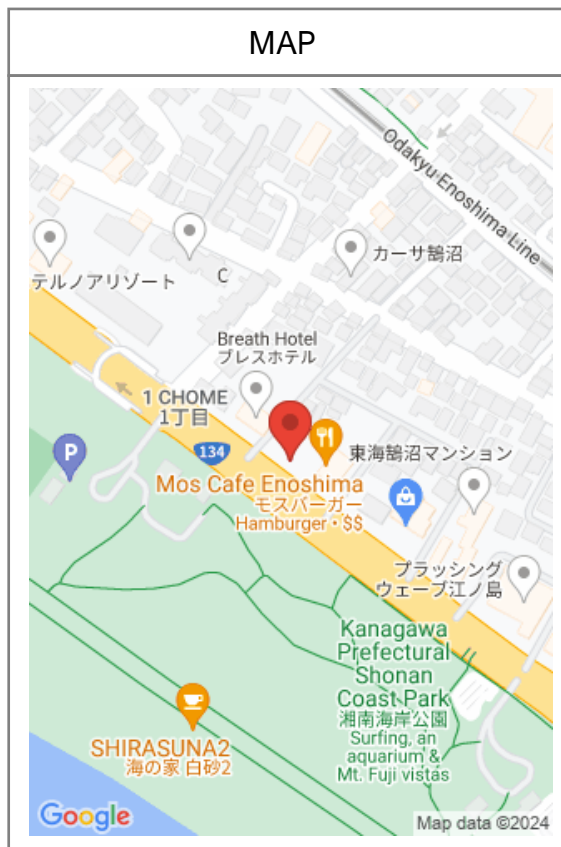 MAP
Odakyu Enoshima Line
カーサ鵠沼
テルノアリゾート
C
Breath Hotel
ブレスホテル
1 CHOME
1丁目
134
P
東海鵠沼マンション
Mos Cafe Enoshima
モスバーガー
Hamburger・$$
プラッシング
ウェーブ江ノ島
Kanagawa
Prefectural
Shonan
Coast Park
湘南海岸公園
Surfing, an
aquarium &
Mt. Fuji vistas
SHIRASUNA2
海の家 白砂2
Google
Map data ©2024